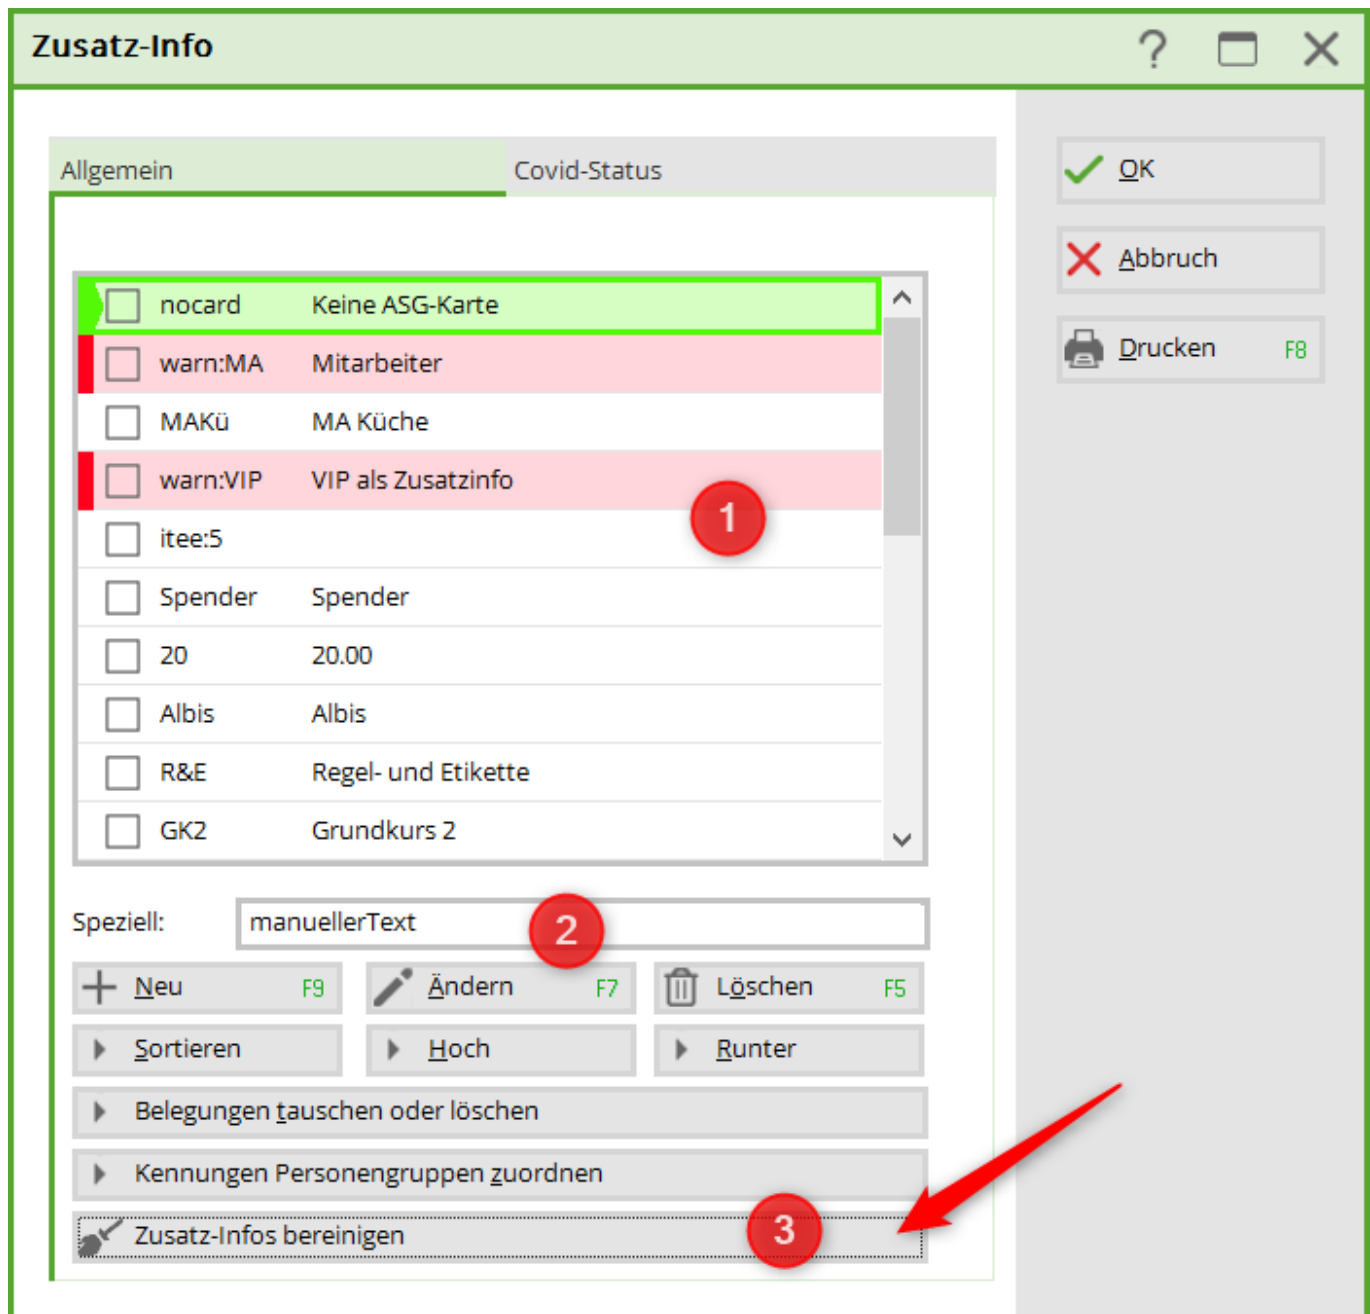 Zusatz-Info
Allgemein Covid-Status
OK
Abbruch
Drucken F8
nocard Keine ASG-Karte
warn:MA Mitarbeiter
MAKü MA Küche
warn:VIP VIP als Zusatzinfo
1
itee:5
Spender Spender
20 20.00
Albis Albis
R&E Regel- und Etikette
GK2 Grundkurs 2
Speziell: manuellerText
2
Neu F9 Ändern F7 Löschen F5
Sortieren Hoch Runter
Belegungen tauschen oder löschen
Kennungen Personengruppen zuordnen
Zusatz-Infos bereinigen
3